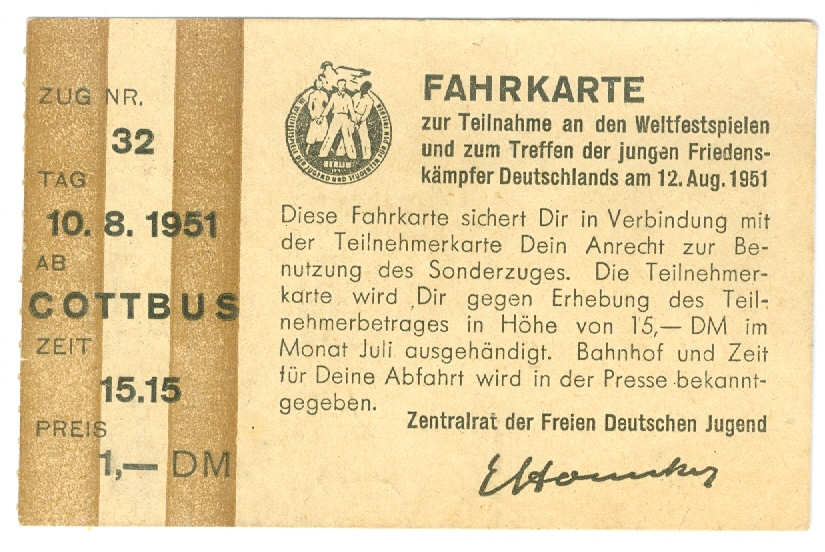 ZUG NR.
32
TAG
10. 8. 1951
AB
COTTBUS
ZEIT
15.15
PREIS
1,— DM
BERLIN
FAHRKARTE
zur Teilnahme an den Weltfestspielen
und zum Treffen der jungen Friedens-
kämpfer Deutschlands am 12. Aug. 1951
Diese Fahrkarte sichert Dir in Verbindung mit
der Teilnehmerkarte Dein Anrecht zur Be-
nutzung des Sonderzuges. Die Teilnehmer-
karte wird Dir gegen Erhebung des Teil-
nehmerbetrages in Höhe von 15,— DM im
Monat Juli ausgehändigt. Bahnhof und Zeit
für Deine Abfahrt wird in der Presse bekannt-
gegeben.
Zentralrat der Freien Deutschen Jugend
EHonecker